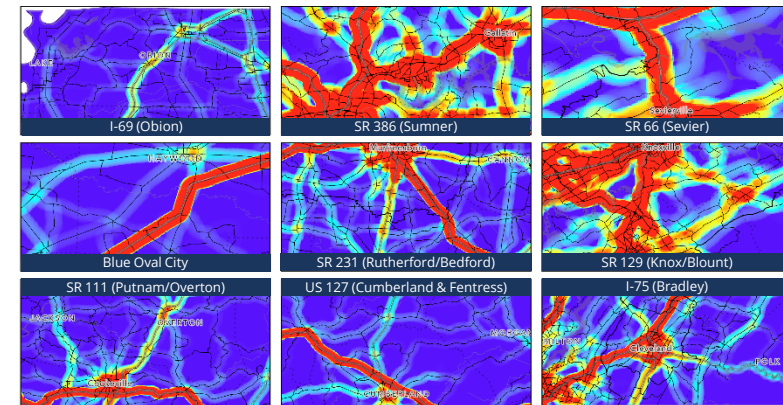 LAKE
OBION
I-69 (Obion)
Gallatin
SR 386 (Sumner)
Sevierville
SR 66 (Sevier)
HAYWOOD
Blue Oval City
Murfreesboro
CANNON
SR 231 (Rutherford/Bedford)
Knoxville
SR 129 (Knox/Blount)
SR 111 (Putnam/Overton)
JACKSON
OVERTON
Cookeville
US 127 (Cumberland & Fentress)
MORGAN
CUMBERLAND
I-75 (Bradley)
Cleveland
POLK